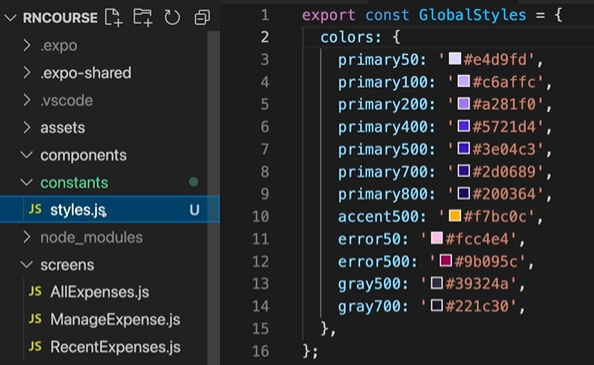 RNCOURSE
.expo
.expo-shared
.vscode
assets
components
constants
JS styles.js U
node_modules
screens
JS AllExpenses.js
JS ManageExpense.js
JS RecentExpenses.js
1 export const GlobalStyles = {
2 colors: {
3 primary50: '#e4d9fd',
4 primary100: '#c6affc',
5 primary200: '#a281f0',
6 primary400: '#5721d4',
7 primary500: '#3e04c3',
8 primary700: '#2d0689',
9 primary800: '#200364',
10 accent500: '#f7bc0c',
11 error50: '#fcc4e4',
12 error500: '#9b095c',
13 gray500: '#39324a',
14 gray700: '#221c30',
15 },
16 };